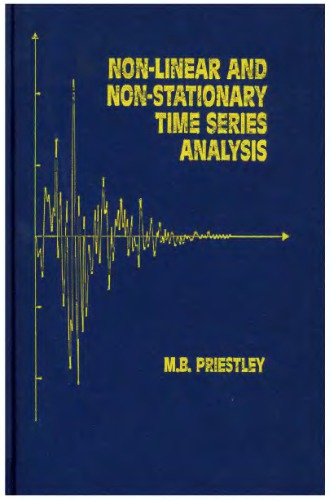 NON-LINEAR AND
NON-STATIONARY
TIME SERIES
ANALYSIS
M.B. PRIESTLEY